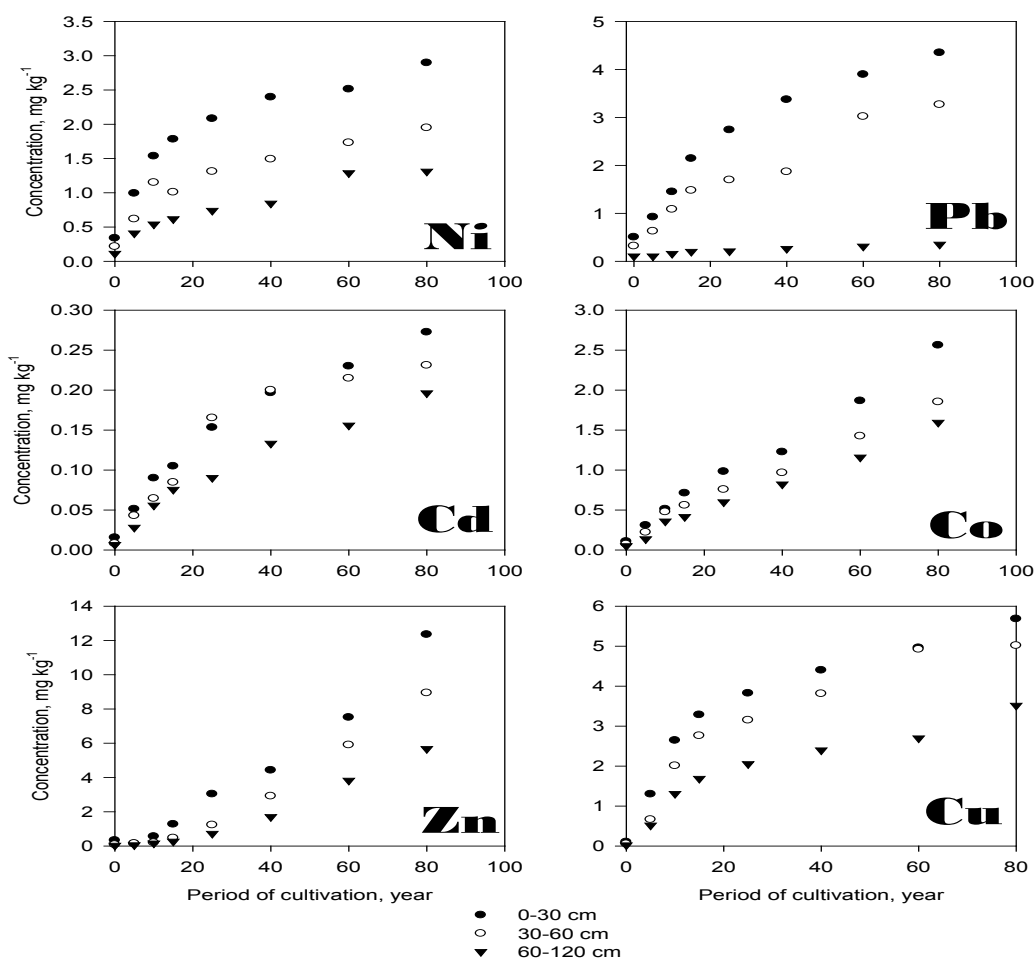 3.5
3.0
2.5
2.0
1.5
1.0
0.5
0.0
0 20 40 60 80 100
Concentration, mg kg-1
Ni
5
4
3
2
1
0
0 20 40 60 80 100
Pb
0.30
0.25
0.20
0.15
0.10
0.05
0.00
0 20 40 60 80 100
Concentration, mg kg-1
Cd
3.0
2.5
2.0
1.5
1.0
0.5
0.0
0 20 40 60 80 100
Co
14
12
10
8
6
4
2
0
0 20 40 60 80 100
Concentration, mg kg-1
Zn
Period of cultivation, year
6
5
4
3
2
1
0
0 20 40 60 80
Cu
Period of cultivation, year
0-30 cm
30-60 cm
60-120 cm